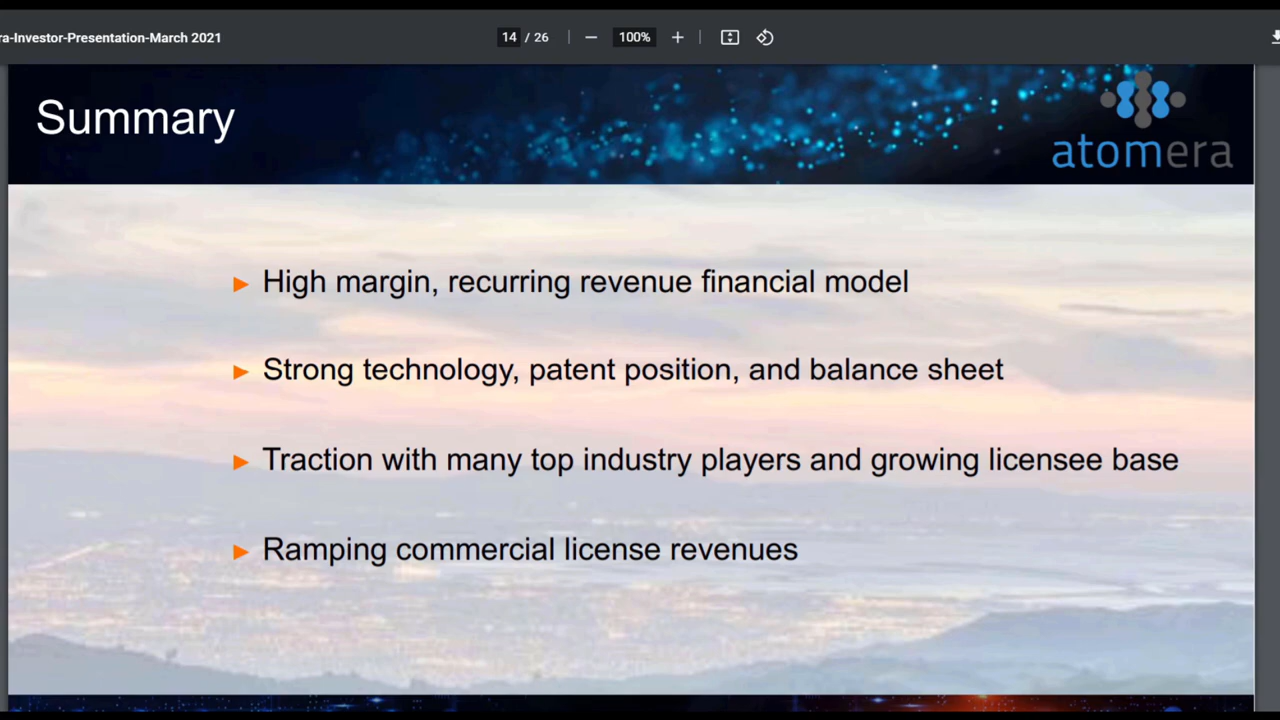 ra-Investor-Presentation-March 2021
14 / 26
100%
Summary
atomera
High margin, recurring revenue financial model
Strong technology, patent position, and balance sheet
Traction with many top industry players and growing licensee base
Ramping commercial license revenues